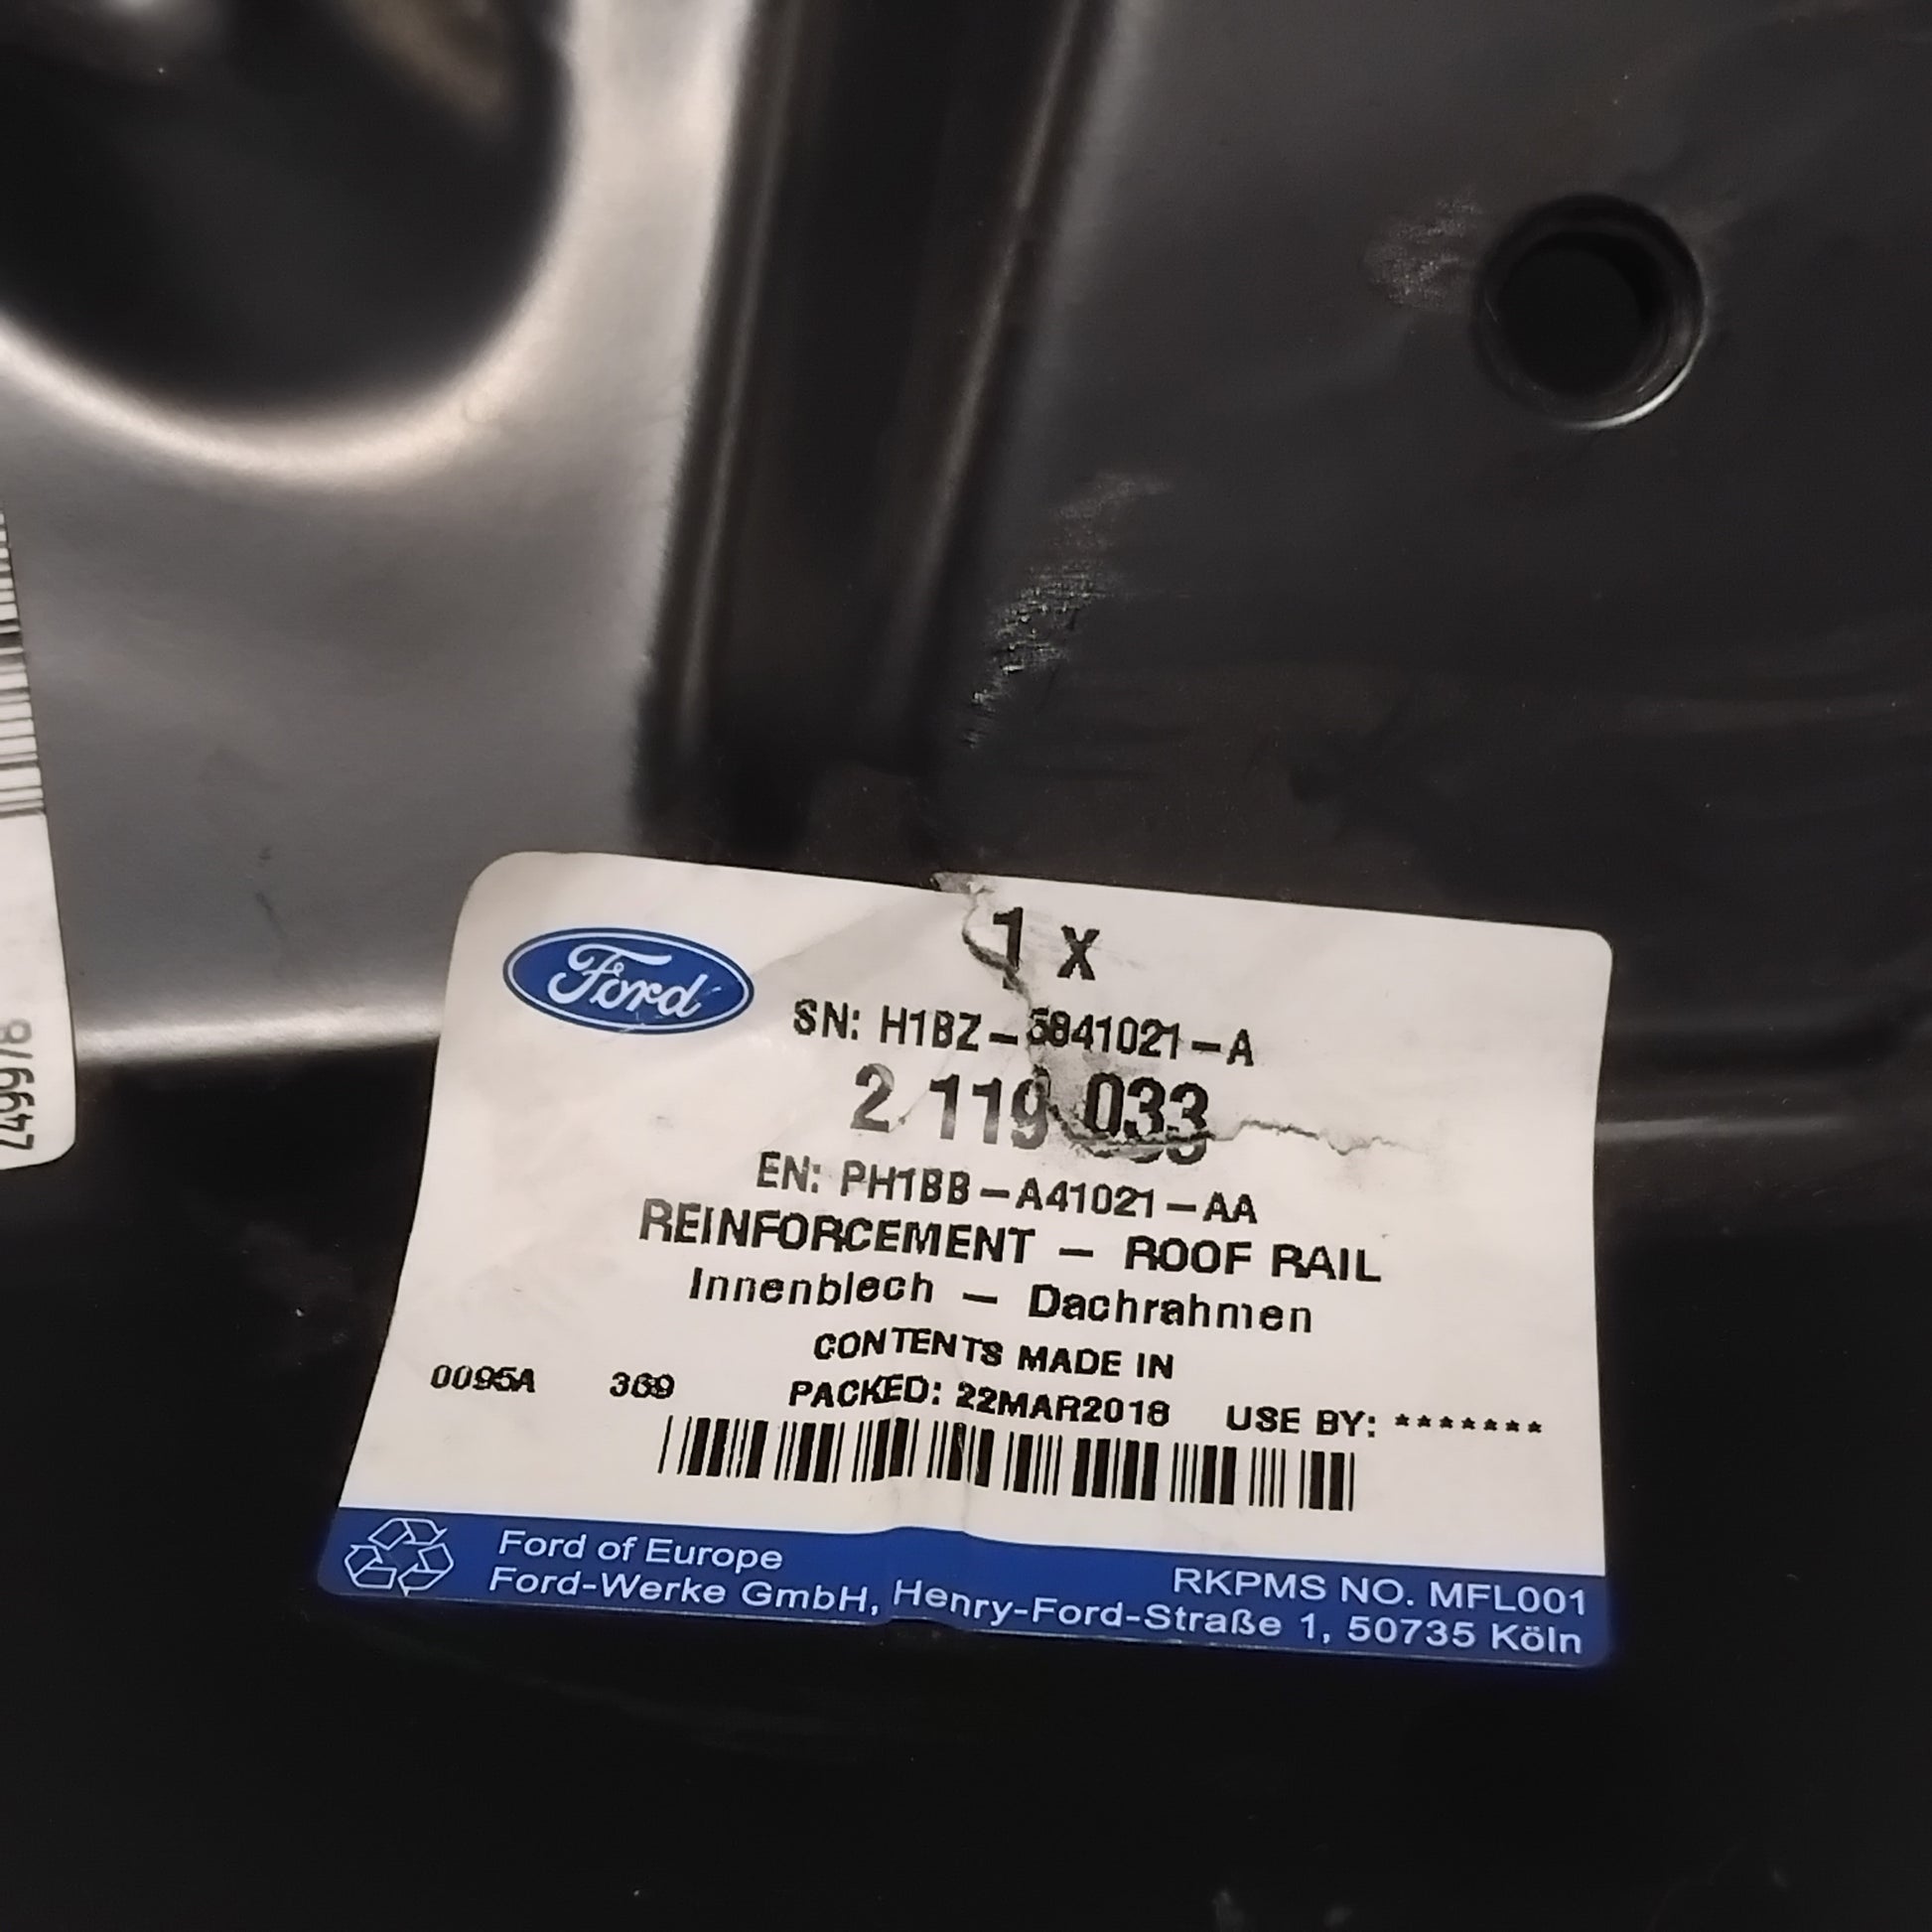 1 x
Ford
SN: H1BZ-5841021-A
2 119 033
EN: PH1BB-A41021-AA
REINFORCEMENT - ROOF RAIL
Innenblech - Dachrahmen
CONTENTS MADE IN
0095A 369 PACKED: 22MAR2018 USE BY: *******
Ford of Europe RKPMS NO. MFL001
Ford-Werke GmbH, Henry-Ford-Straße 1, 50735 Köln